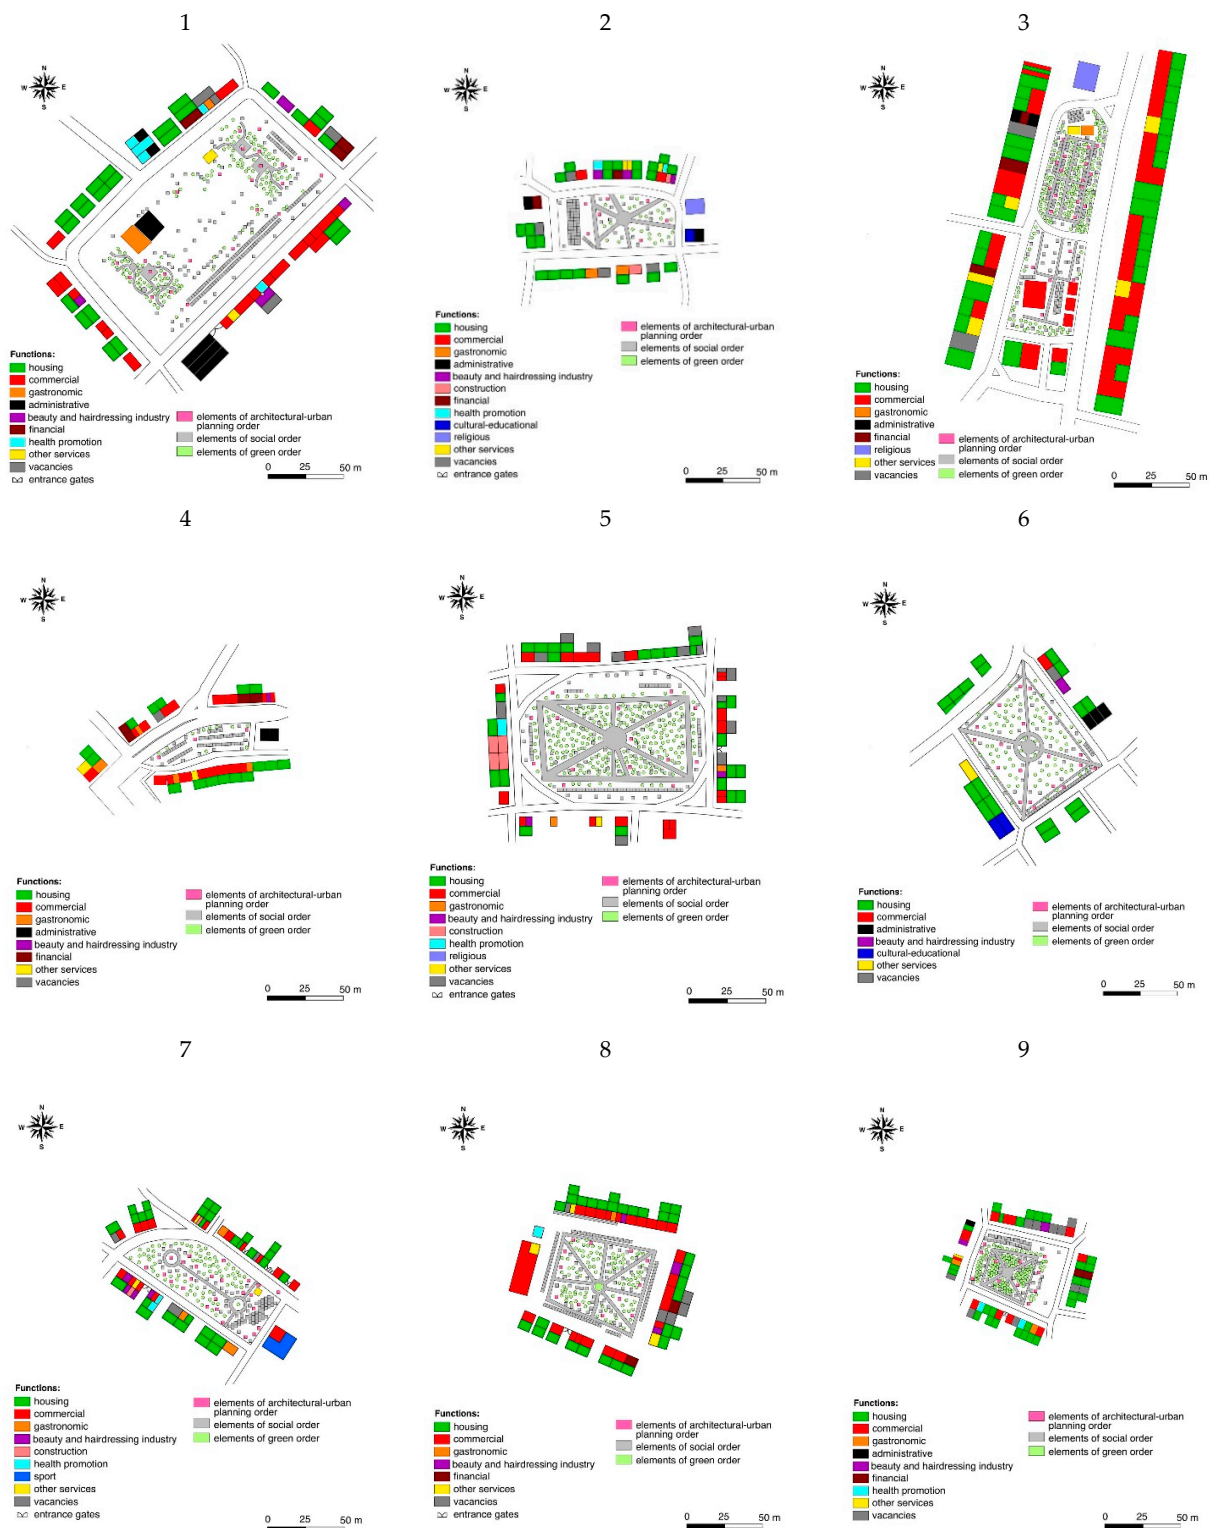 1
2
3
N
W E
S
N
W E
S
N
W E
S
Functions:
housing
commercial
gastronomic
administrative
beauty and hairdressing industry
financial
health promotion
other services
vacancies
entrance gates
elements of architectural-urban
planning order
elements of social order
elements of green order
0 25 50 m
Functions:
housing
commercial
gastronomic
administrative
beauty and hairdressing industry
construction
financial
health promotion
cultural-educational
religious
other services
vacancies
entrance gates
elements of architectural-urban
planning order
elements of social order
elements of green order
0 25 50 m
Functions:
housing
commercial
gastronomic
administrative
financial
religious
other services
vacancies
elements of architectural-urban
planning order
elements of social order
elements of green order
0 25 50 m
4
5
6
N
W E
S
N
W E
S
N
W E
S
Functions:
housing
commercial
gastronomic
administrative
beauty and hairdressing industry
financial
other services
vacancies
elements of architectural-urban
planning order
elements of social order
elements of green order
0 25 50 m
Functions:
housing
commercial
gastronomic
beauty and hairdressing industry
construction
health promotion
religious
other services
vacancies
entrance gates
elements of architectural-urban
planning order
elements of social order
elements of green order
0 25 50 m
Functions:
housing
commercial
administrative
beauty and hairdressing industry
cultural-educational
other services
vacancies
elements of architectural-urban
planning order
elements of social order
elements of green order
0 25 50 m
7
8
9
N
W E
S
N
W E
S
N
W E
S
Functions:
housing
commercial
gastronomic
beauty and hairdressing industry
construction
health promotion
sport
other services
vacancies
entrance gates
elements of architectural-urban
planning order
elements of social order
elements of green order
0 25 50 m
Functions:
housing
commercial
gastronomic
beauty and hairdressing industry
financial
other services
vacancies
entrance gates
elements of architectural-urban
planning order
elements of social order
elements of green order
0 25 50 m
Functions:
housing
commercial
gastronomic
administrative
beauty and hairdressing industry
financial
health promotion
other services
vacancies
elements of architectural-urban
planning order
elements of social order
elements of green order
0 25 50 m